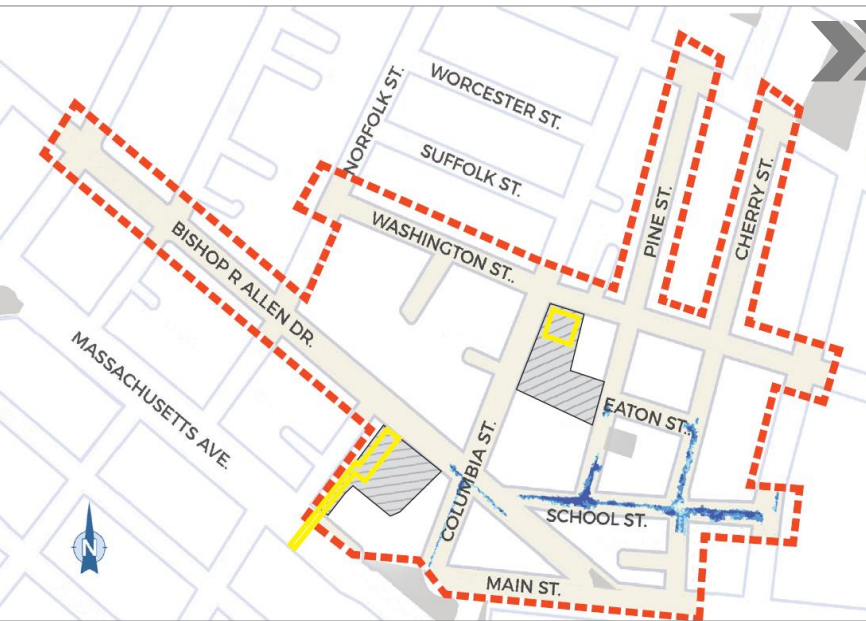 WORCESTER ST.
NORFOLK ST.
SUFFOLK ST.
PINE ST.
CHERRY ST.
WASHINGTON ST..
BISHOP R ALLEN DR.
MASSACHUSETTS AVE.
EATON ST..
COLUMBIA ST.
SCHOOL ST.
N
MAIN ST.